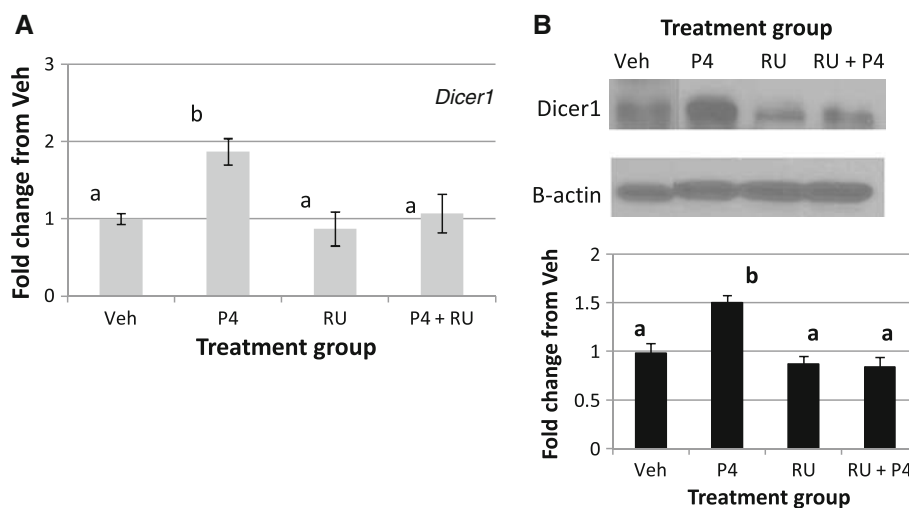 A
Fold change from Veh
3
2
1
0
Dicer1
a
b
a
a
Veh P4 RU P4 + RU
Treatment group
B
Treatment group
Veh P4 RU RU + P4
Dicer1
B-actin
Fold change from Veh
2
1.5
1
0.5
0
a
b
a
a
Veh P4 RU RU + P4
Treatment group